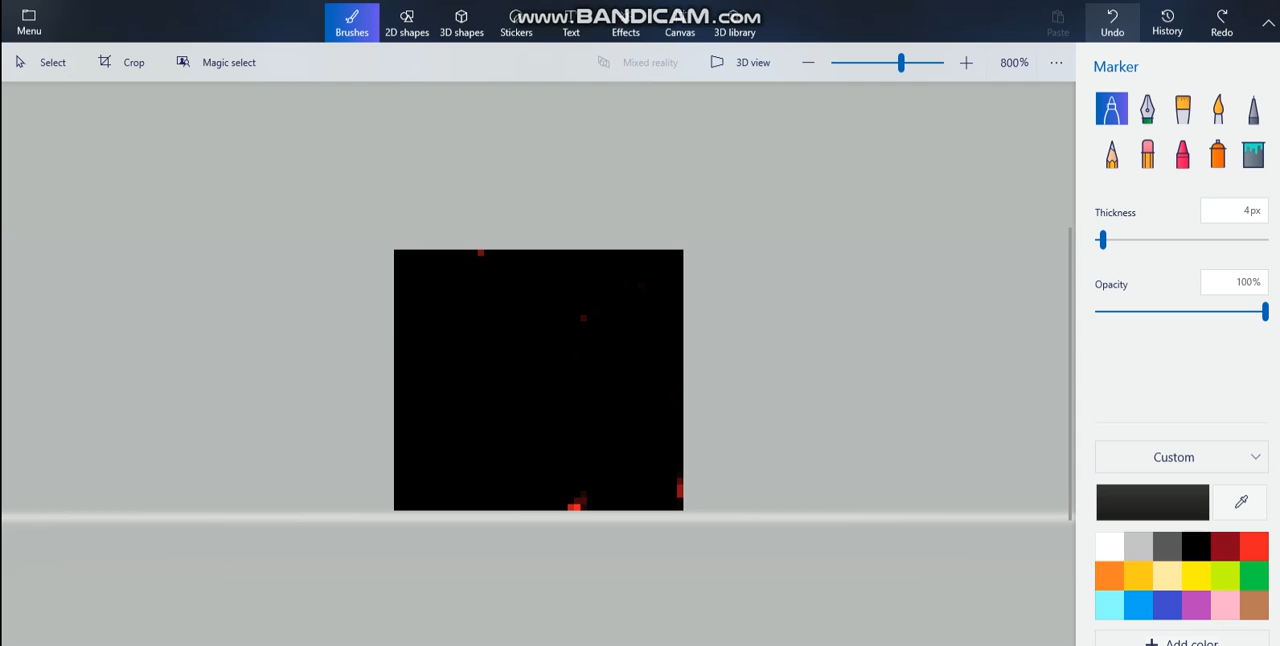 www.BANDICAM.com
Menu
Brushes
2D shapes
3D shapes
Stickers
Text
Effects
Canvas
3D library
Paste
Undo
History
Redo
Select
Crop
Magic select
Mixed reality
3D view
800%
Marker
Thickness
4px
Opacity
100%
Custom
Add color